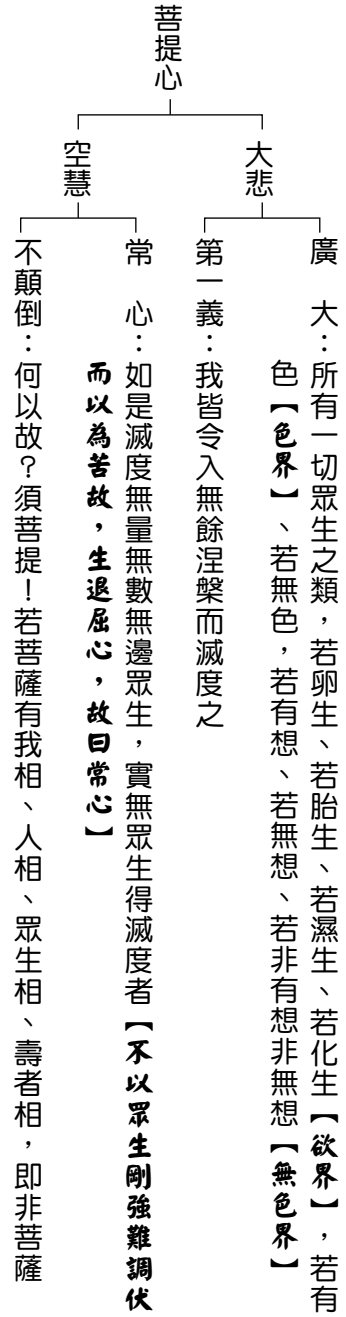 菩提心
大悲
廣　大：所有一切眾生之類，若卵生、若胎生、若濕生、若化生【欲界】，若有
色【色界】、若無色，若有想、若無想、若非有想非無想【無色界】
第一義：我皆令入無餘涅槃而滅度之
空慧
常　心：如是滅度無量無數無邊眾生，實無眾生得滅度者【不以眾生剛強難調伏
而以為苦故，生退屈心，故曰常心】
不顛倒：何以故？須菩提！若菩薩有我相、人相、眾生相、壽者相，即非菩薩